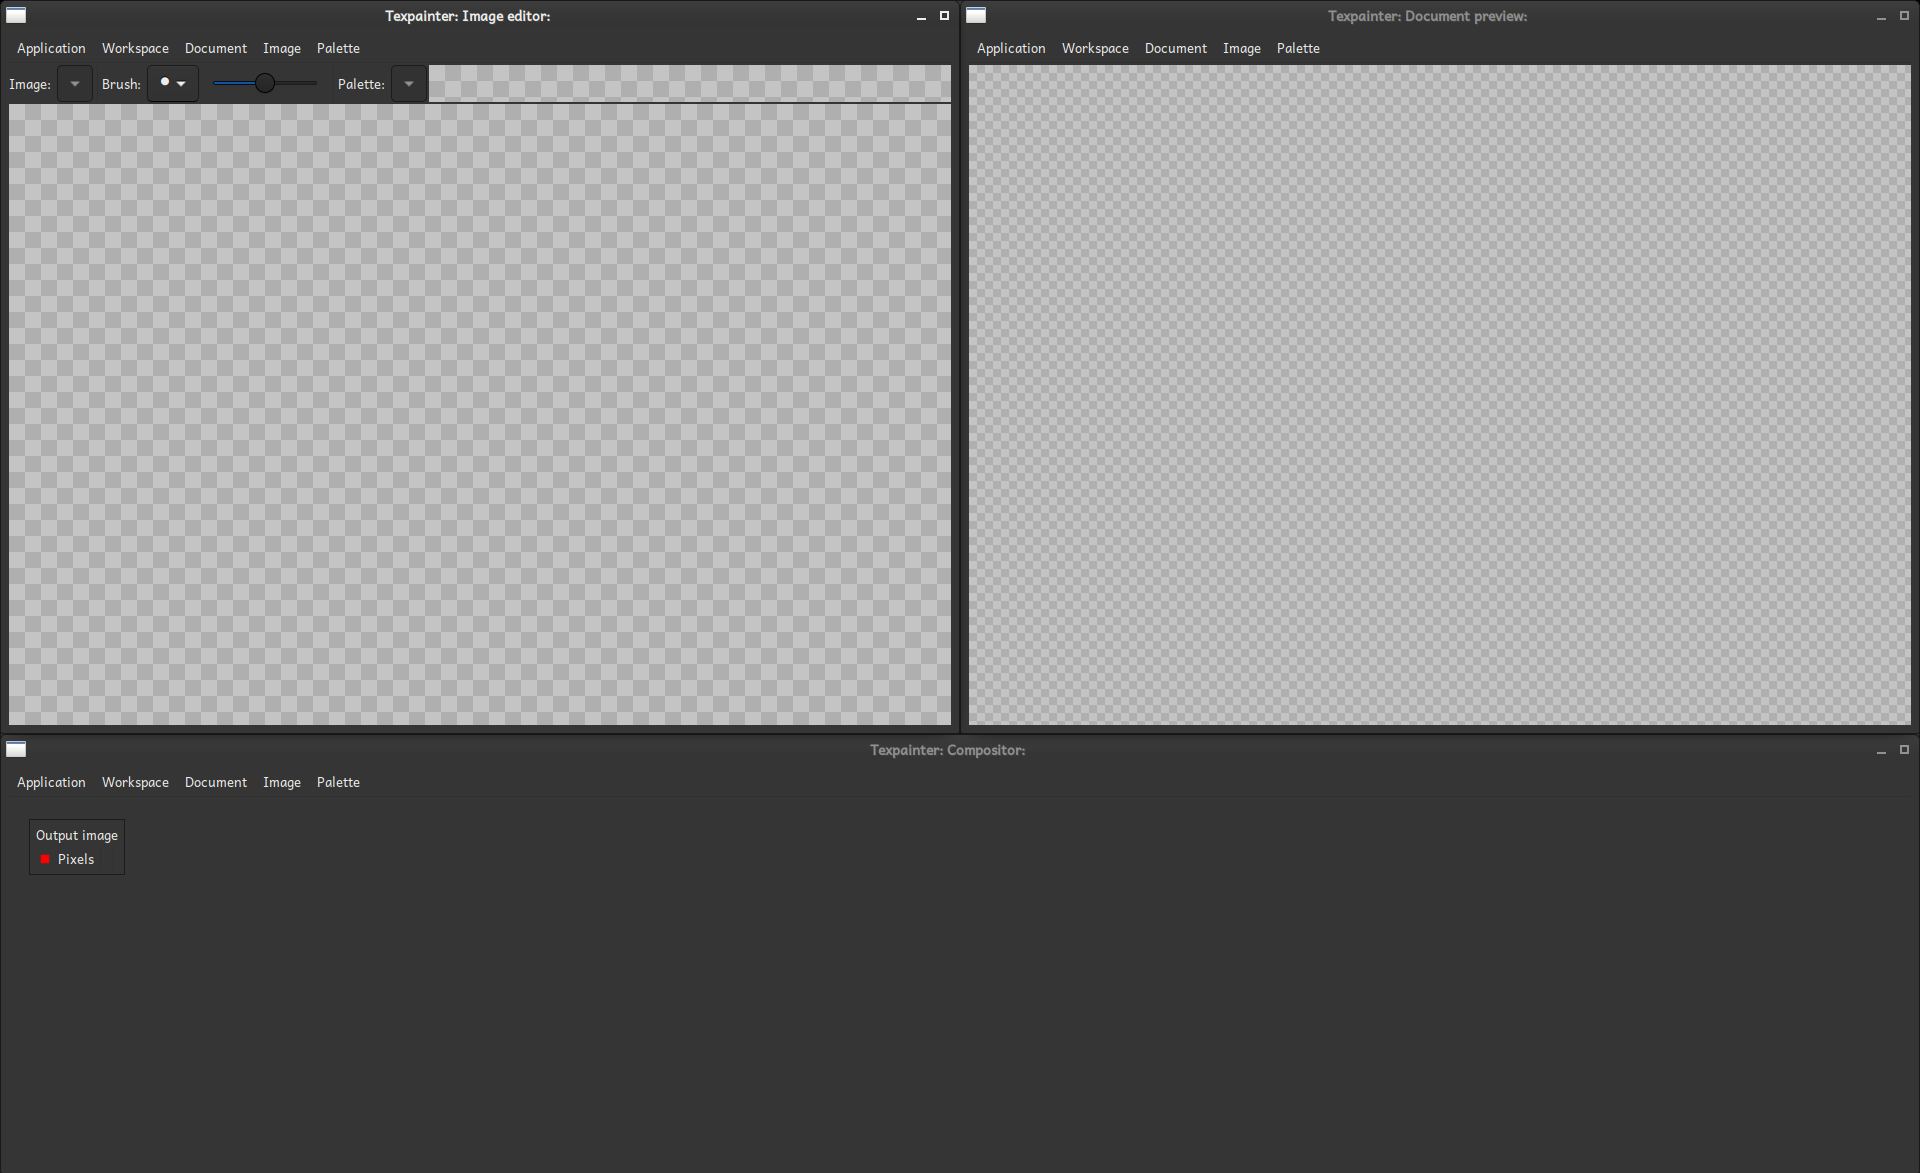 Texpainter: Image editor:
Application Workspace Document Image Palette
Image: Brush: Palette:
Texpainter: Document preview:
Application Workspace Document Image Palette
Texpainter: Compositor:
Application Workspace Document Image Palette
Output image
Pixels